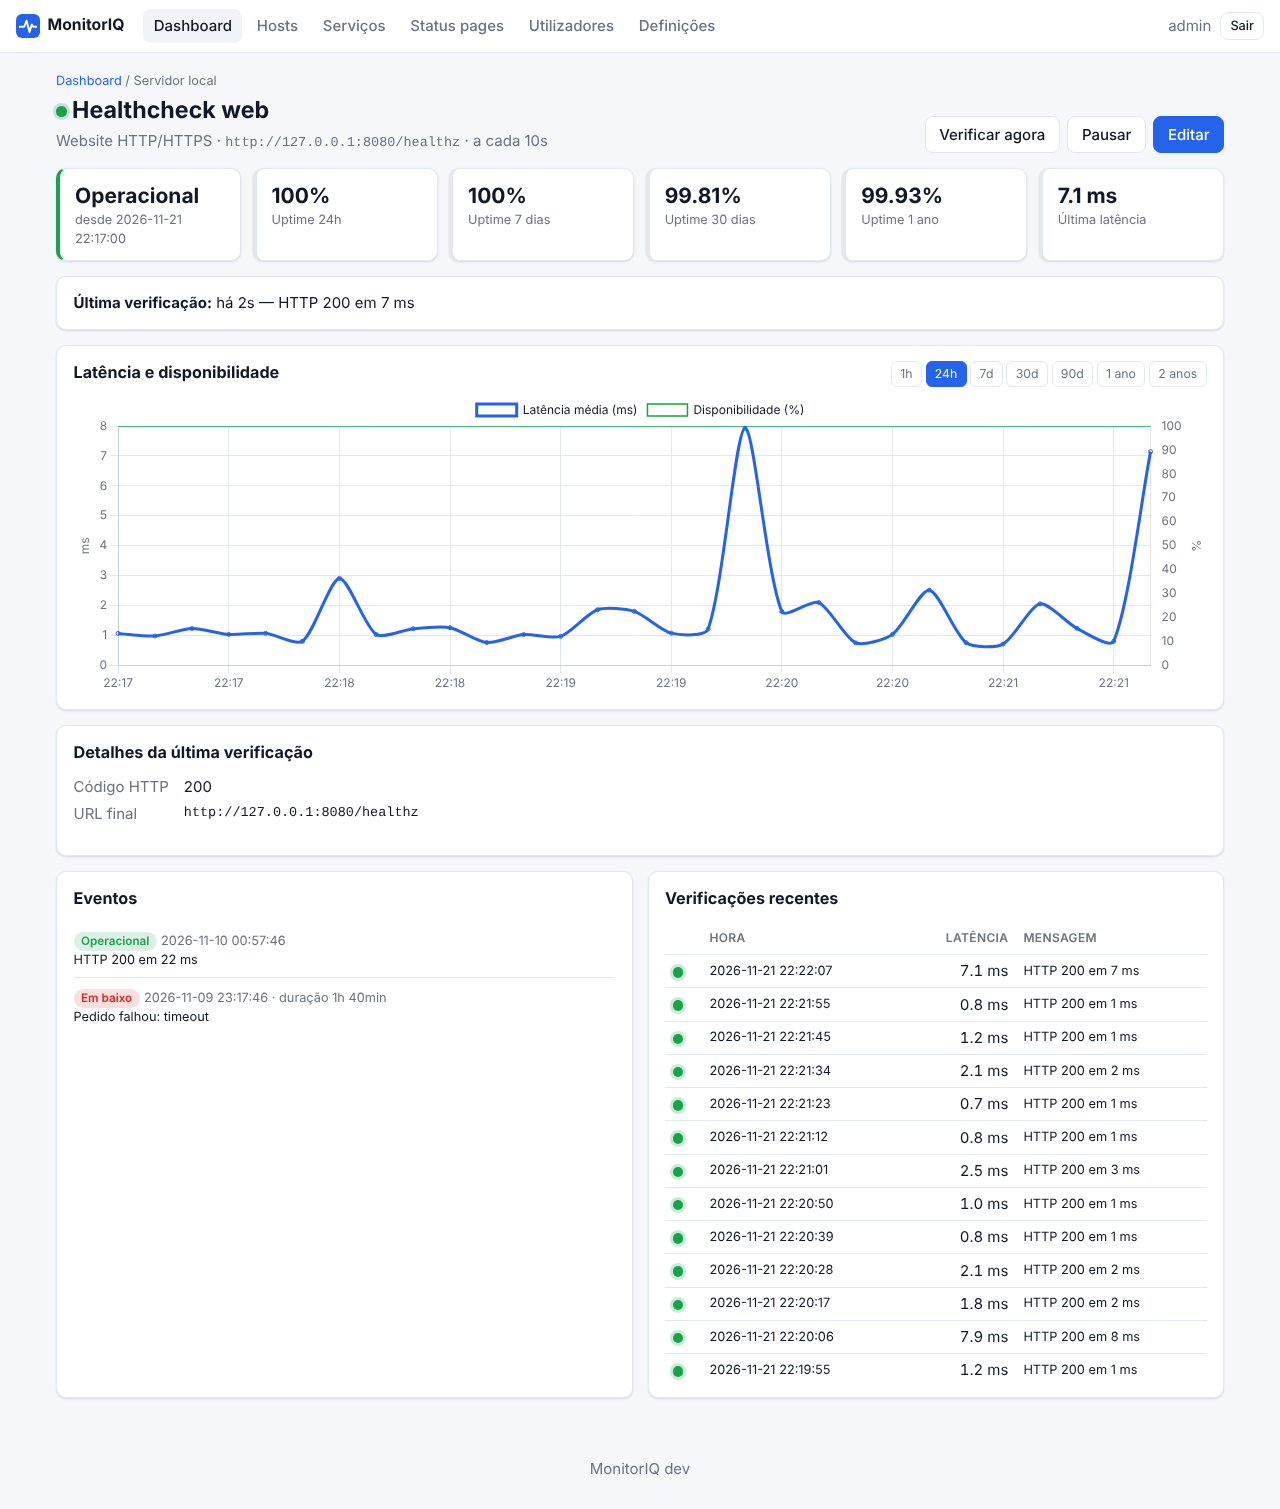 MonitorIQ
Dashboard
Hosts
Serviços
Status pages
Utilizadores
Definições
admin
Sair
Dashboard / Servidor local
Healthcheck web
Website HTTP/HTTPS · http://127.0.0.1:8080/healthz · a cada 10s
Verificar agora
Pausar
Editar
Operacional
desde 2026-11-21
22:17:00
100%
Uptime 24h
100%
Uptime 7 dias
99.81%
Uptime 30 dias
99.93%
Uptime 1 ano
7.1 ms
Última latência
Última verificação: há 2s — HTTP 200 em 7 ms
Latência e disponibilidade
1h
24h
7d
30d
90d
1 ano
2 anos
Latência média (ms)
Disponibilidade (%)
8
7
6
5
4
3
2
1
0
ms
100
90
80
70
60
50
40
30
20
10
0
%
22:17
22:17
22:18
22:18
22:19
22:19
22:20
22:20
22:21
22:21
Detalhes da última verificação
Código HTTP 200
URL final http://127.0.0.1:8080/healthz
Eventos
Operacional 2026-11-10 00:57:46
HTTP 200 em 22 ms
Em baixo 2026-11-09 23:17:46 · duração 1h 40min
Pedido falhou: timeout
Verificações recentes
HORA LATÊNCIA MENSAGEM
2026-11-21 22:22:07 7.1 ms HTTP 200 em 7 ms
2026-11-21 22:21:55 0.8 ms HTTP 200 em 1 ms
2026-11-21 22:21:45 1.2 ms HTTP 200 em 1 ms
2026-11-21 22:21:34 2.1 ms HTTP 200 em 2 ms
2026-11-21 22:21:23 0.7 ms HTTP 200 em 1 ms
2026-11-21 22:21:12 0.8 ms HTTP 200 em 1 ms
2026-11-21 22:21:01 2.5 ms HTTP 200 em 3 ms
2026-11-21 22:20:50 1.0 ms HTTP 200 em 1 ms
2026-11-21 22:20:39 0.8 ms HTTP 200 em 1 ms
2026-11-21 22:20:28 2.1 ms HTTP 200 em 2 ms
2026-11-21 22:20:17 1.8 ms HTTP 200 em 2 ms
2026-11-21 22:20:06 7.9 ms HTTP 200 em 8 ms
2026-11-21 22:19:55 1.2 ms HTTP 200 em 1 ms
MonitorIQ dev